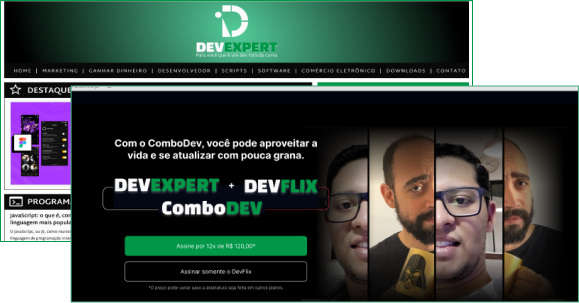 DEVEXPERT
Para você que é um dev fora da curva
HOME | MARKETING | GANHAR DINHEIRO | DESENVOLVEDOR | SCRIPTS | SOFTWARE | COMÉRCIO ELETRÔNICO | DOWNLOADS | CONTATO
DESTAQUE
PROGRAM
JavaScript: o que é, con
linguagem mais popula
O JavaScript, ou JS, como
linguagem de programação
Com o ComboDev, você pode aproveitar a
vida e se atualizar com pouca grana.
DEVEXPERT + DEVFLIX
ComboDEV
Assine por 12x de R$ 120,00*
Assinar somente o DevFlix
*O preço pode variar caso a assinatura seja feita em outros planos.